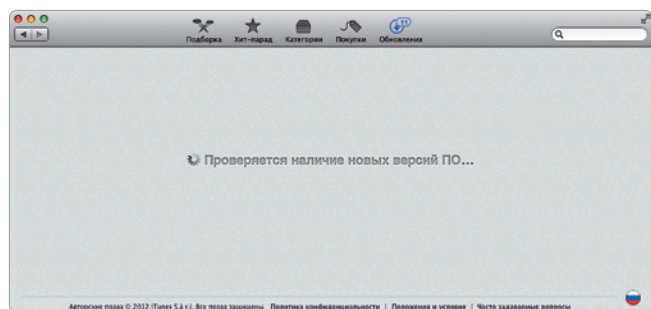 Подборка Хит-парад Категории Покупки Обновления
Проверяется наличие новых версий ПО...
Авторские права © 2012 iTunes S.à r.l. Все права защищены. Политика конфиденциальности | Положения и условия | Часто задаваемые вопросы